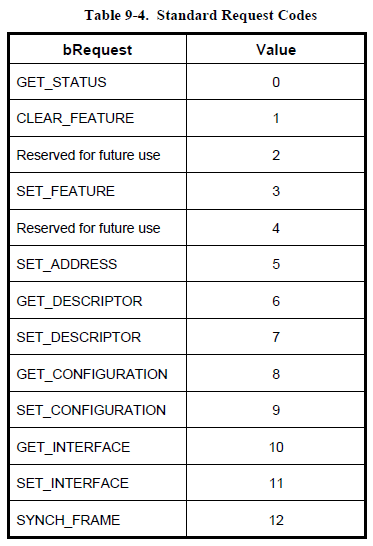 Table 9-4. Standard Request Codes
bRequest Value
GET_STATUS 0
CLEAR_FEATURE 1
Reserved for future use 2
SET_FEATURE 3
Reserved for future use 4
SET_ADDRESS 5
GET_DESCRIPTOR 6
SET_DESCRIPTOR 7
GET_CONFIGURATION 8
SET_CONFIGURATION 9
GET_INTERFACE 10
SET_INTERFACE 11
SYNCH_FRAME 12